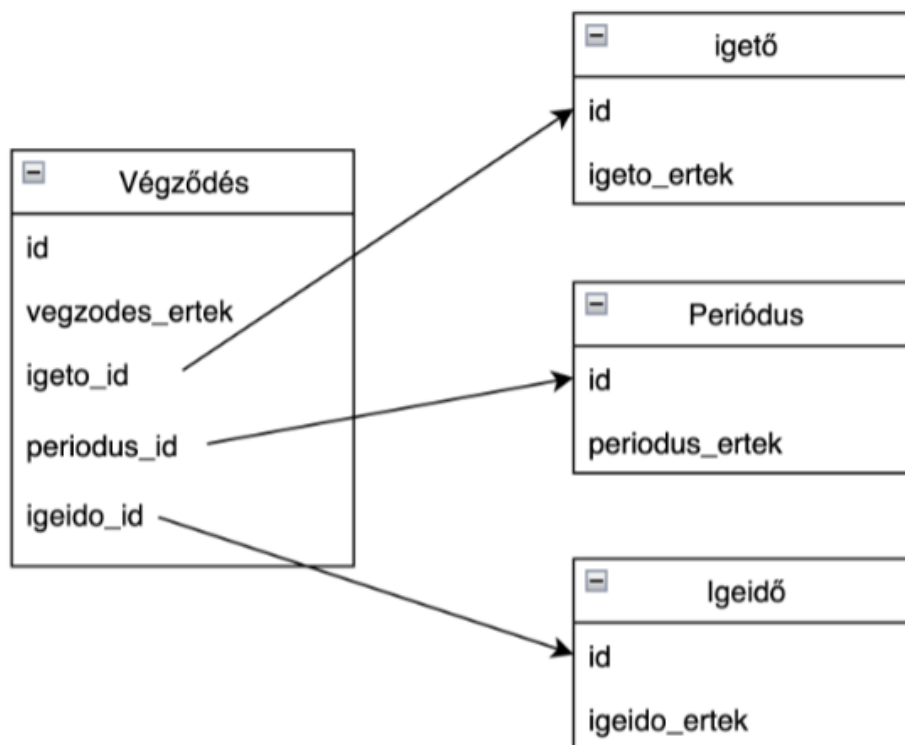 Végződés
id
vegzodes_ertek
igeto_id
periodus_id
igeido_id
igető
id
igeto_ertek
Periódus
id
periodus_ertek
Igeidő
id
igeido_ertek